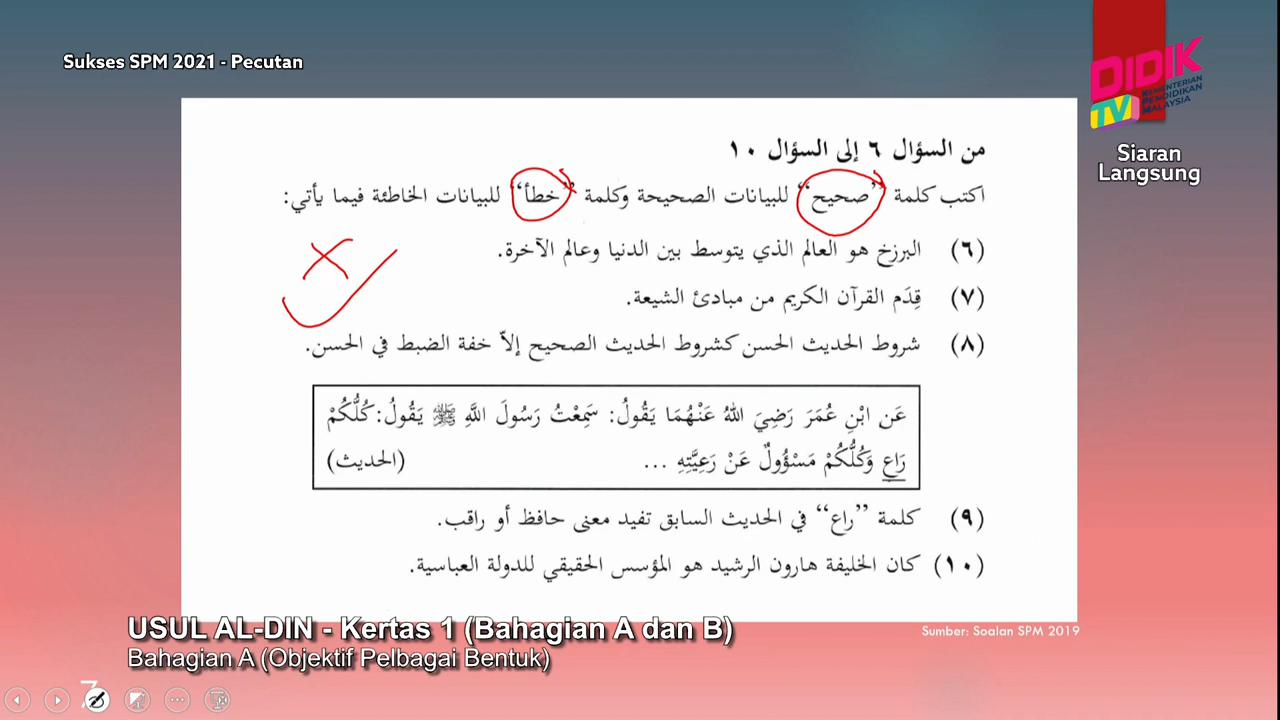 Sukses SPM 2021 - Pecutan
DIDIK
TV
KEMENTERIAN
PENDIDIKAN
MALAYSIA
Siaran
Langsung
من السؤال ٦ إلى السؤال ١٠
اكتب كلمة "صحيح" للبيانات الصحيحة وكلمة "خطأ" للبيانات الخاطئة فيما يأتي:
(٦) البرزخ هو العالم الذي يتوسط بين الدنيا وعالم الآخرة.
(٧) قِدَم القرآن الكريم من مبادئ الشيعة.
(٨) شروط الحديث الحسن كشروط الحديث الصحيح إلاّ خفة الضبط في الحسن.
عَن ابْنِ عُمَرَ رَضِيَ اللهُ عَنْهُمَا يَقُولُ: سَمِعْتُ رَسُولَ اللَّهِ ﷺ يَقُولُ: كُلُّكُمْ
رَاعٍ وَكُلُّكُمْ مَسْؤُولٌ عَنْ رَعِيَّتِهِ ... (الحديث)
(٩) كلمة "راع" في الحديث السابق تفيد معنى حافظ أو راقب.
(١٠) كان الخليفة هارون الرشيد هو المؤسس الحقيقي للدولة العباسية.
USUL AL-DIN - Kertas 1 (Bahagian A dan B)
Sumber: Soalan SPM 2019
Bahagian A (Objektif Pelbagai Bentuk)
7